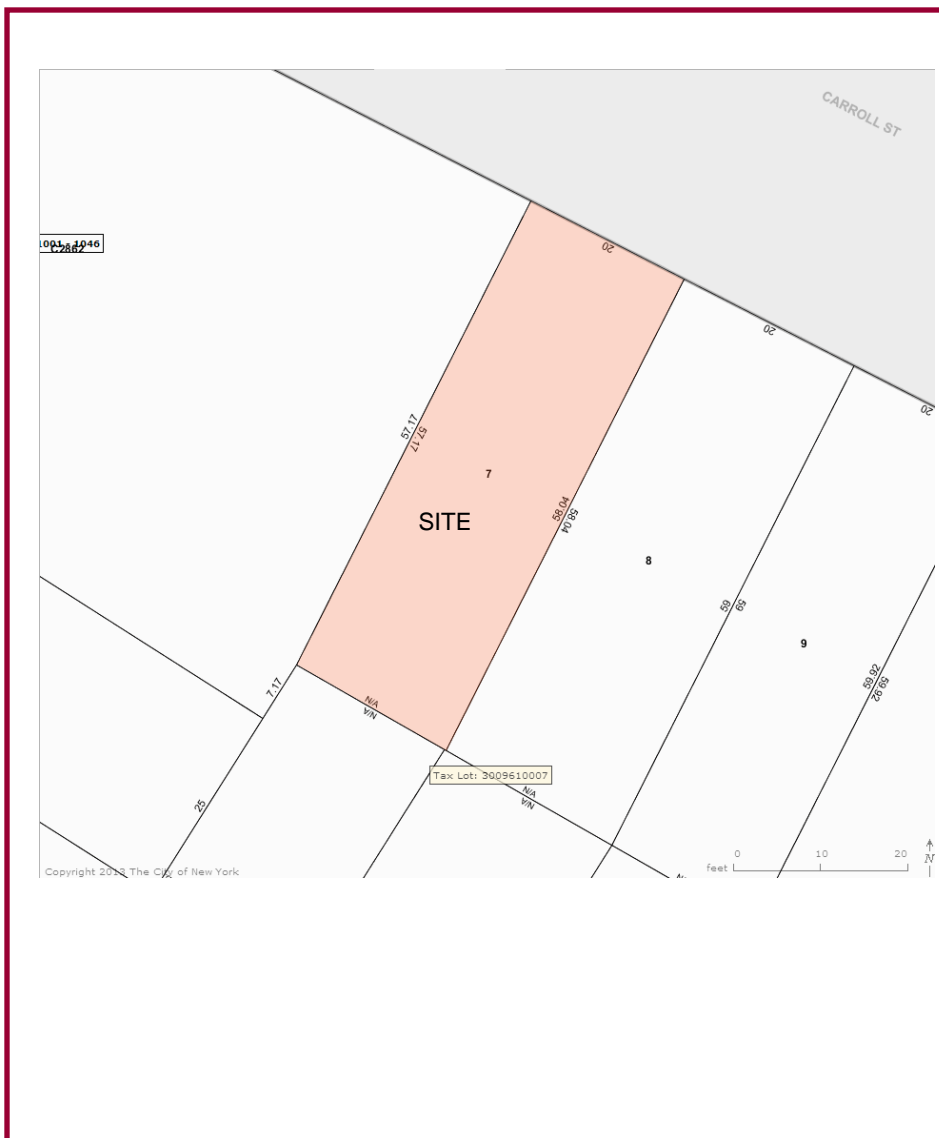 CARROLL ST
20
1001 - 1046
C2862
20
20
57.17
57.17
7
58.04
58.04
SITE
8
59
59
9
59.92
59.92
7.17
N/A
N/A
Tax Lot: 3009610007
N/A
N/A
25
0 10 20
feet
N
Copyright 2013 The City of New York